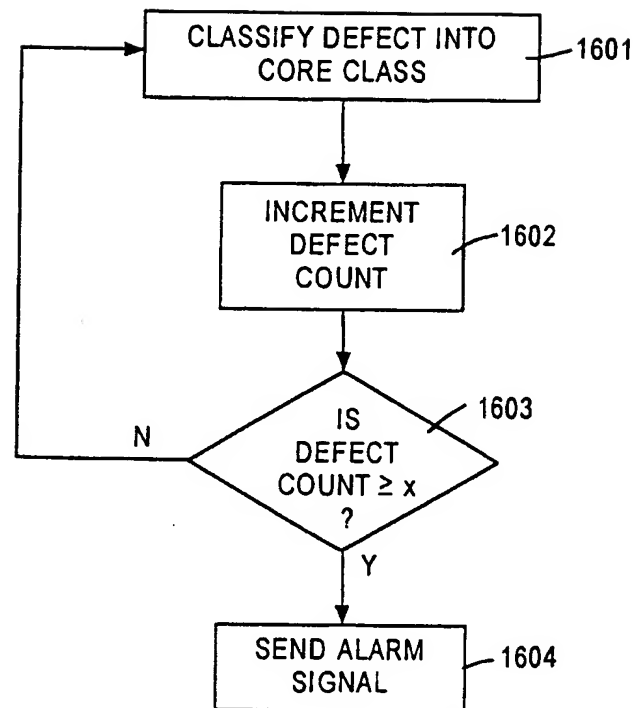 CLASSIFY DEFECT INTO
CORE CLASS
1601
INCREMENT
DEFECT
COUNT
1602
IS
DEFECT
COUNT ≥ x
?
1603
N
Y
SEND ALARM
SIGNAL
1604